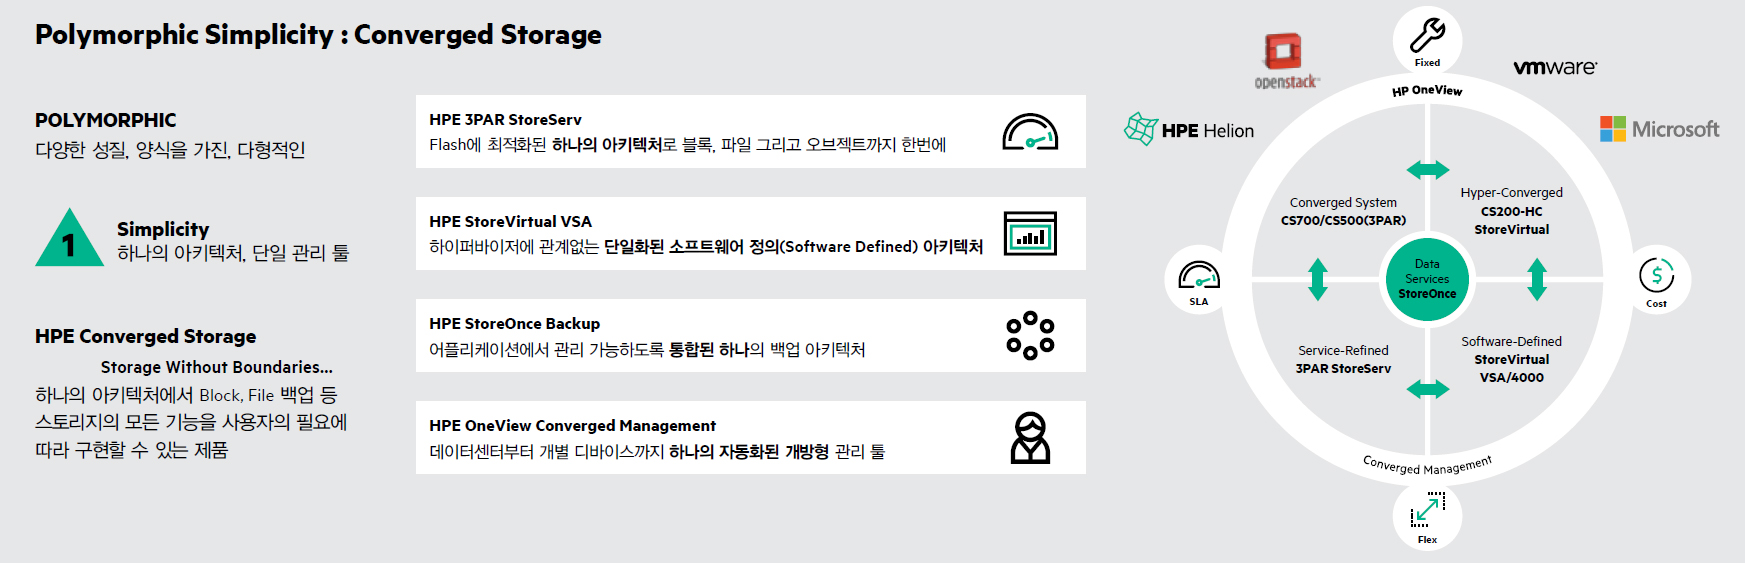 Polymorphic Simplicity : Converged Storage
POLYMORPHIC
다양한 성질, 양식을 가진, 다형적인
1
Simplicity
하나의 아키텍처, 단일 관리 툴
HPE Converged Storage
Storage Without Boundaries...
하나의 아키텍처에서 Block, File 백업 등
스토리지의 모든 기능을 사용자의 필요에
따라 구현할 수 있는 제품
HPE 3PAR StoreServ
Flash에 최적화된 하나의 아키텍처로 블록, 파일 그리고 오브젝트까지 한번에
HPE StoreVirtual VSA
하이퍼바이저에 관계없는 단일화된 소프트웨어 정의(Software Defined) 아키텍처
HPE StoreOnce Backup
어플리케이션에서 관리 가능하도록 통합된 하나의 백업 아키텍처
HPE OneView Converged Management
데이터센터부터 개별 디바이스까지 하나의 자동화된 개방형 관리 툴
openstack
HPE Helion
Fixed
vmware
Microsoft
HP OneView
Converged System
CS700/CS500(3PAR)
Hyper-Converged
CS200-HC
StoreVirtual
SLA
Data
Services
StoreOnce
$
Cost
Service-Refined
3PAR StoreServ
Software-Defined
StoreVirtual
VSA/4000
Converged Management
Flex